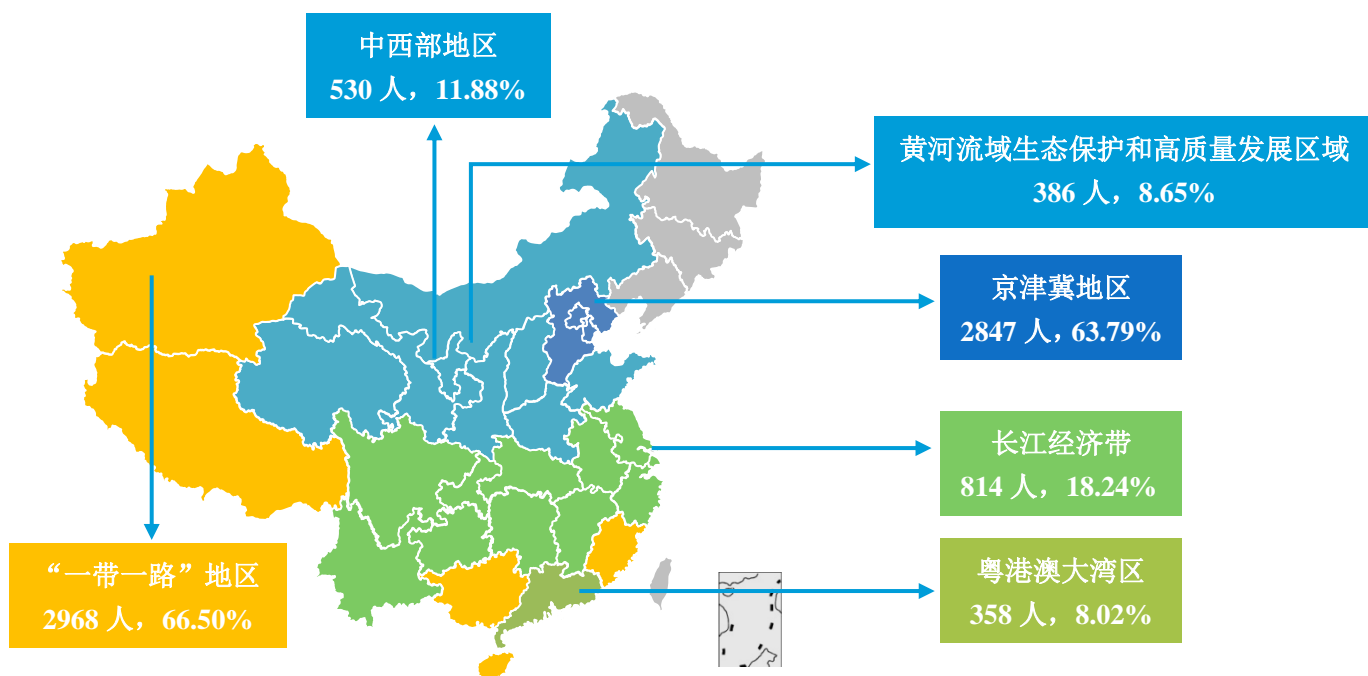 中西部地区
530 人，11.88%
黄河流域生态保护和高质量发展区域
386 人，8.65%
京津冀地区
2847 人，63.79%
长江经济带
814 人，18.24%
“一带一路”地区
2968 人，66.50%
粤港澳大湾区
358 人，8.02%